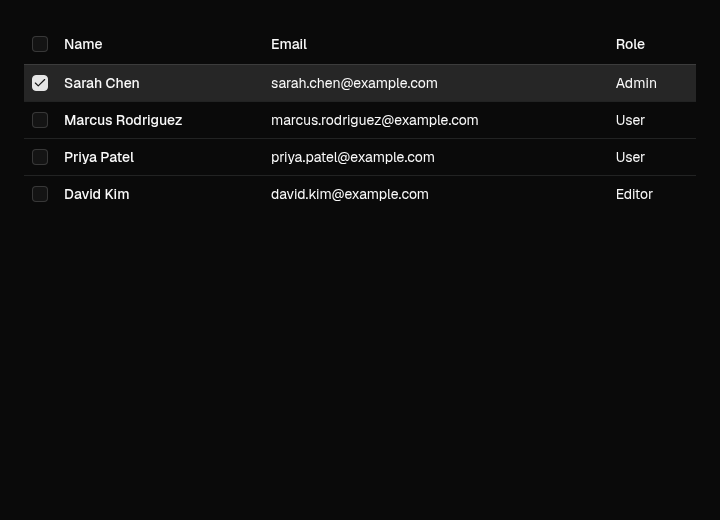 Name Email Role
Sarah Chen sarah.chen@example.com Admin
Marcus Rodriguez marcus.rodriguez@example.com User
Priya Patel priya.patel@example.com User
David Kim david.kim@example.com Editor